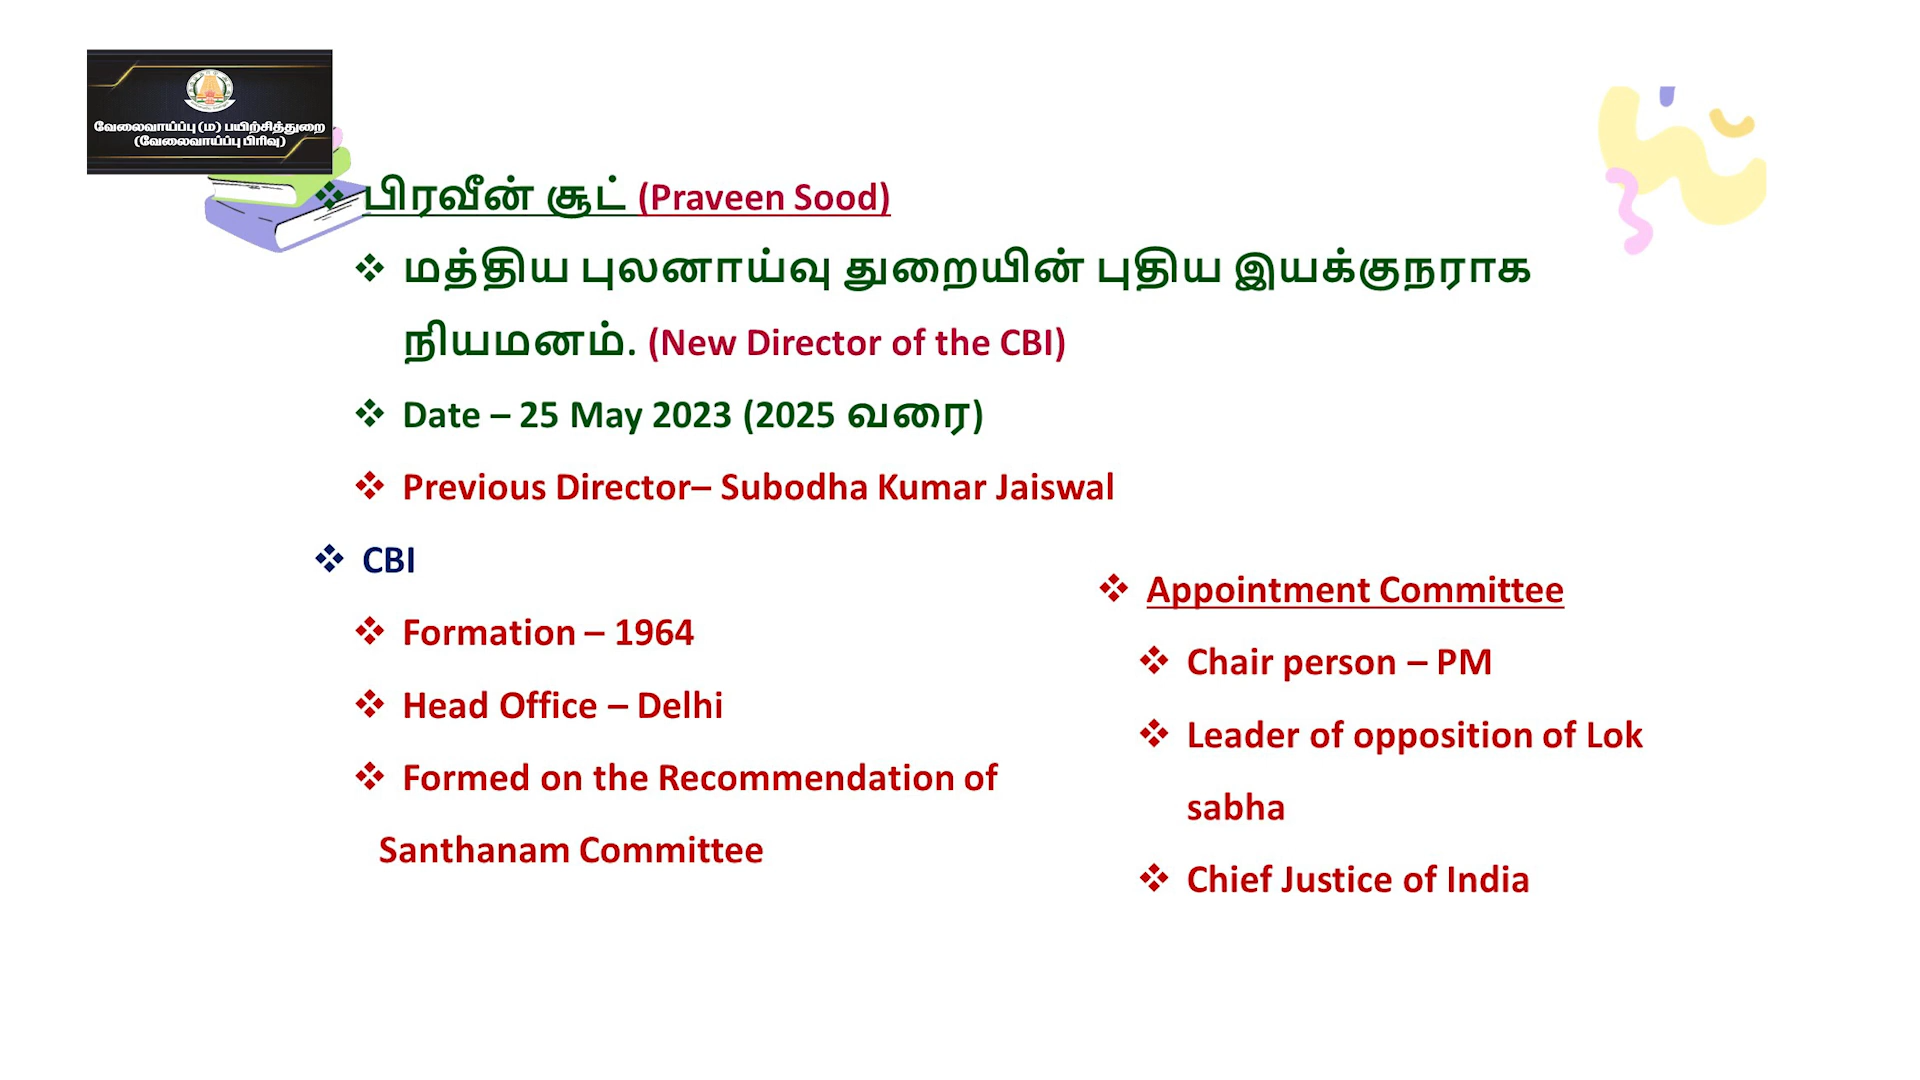 வேலைவாய்ப்பு (ம) பயிற்சித்துறை
(வேலைவாய்ப்பு பிரிவு)
❖ பிரவீன் சூட் (Praveen Sood)
❖ மத்திய புலனாய்வு துறையின் புதிய இயக்குநராக
நியமனம். (New Director of the CBI)
❖ Date – 25 May 2023 (2025 வரை)
❖ Previous Director– Subodha Kumar Jaiswal
❖ CBI
❖ Formation – 1964
❖ Head Office – Delhi
❖ Formed on the Recommendation of
Santhanam Committee
❖ Appointment Committee
❖ Chair person – PM
❖ Leader of opposition of Lok
sabha
❖ Chief Justice of India